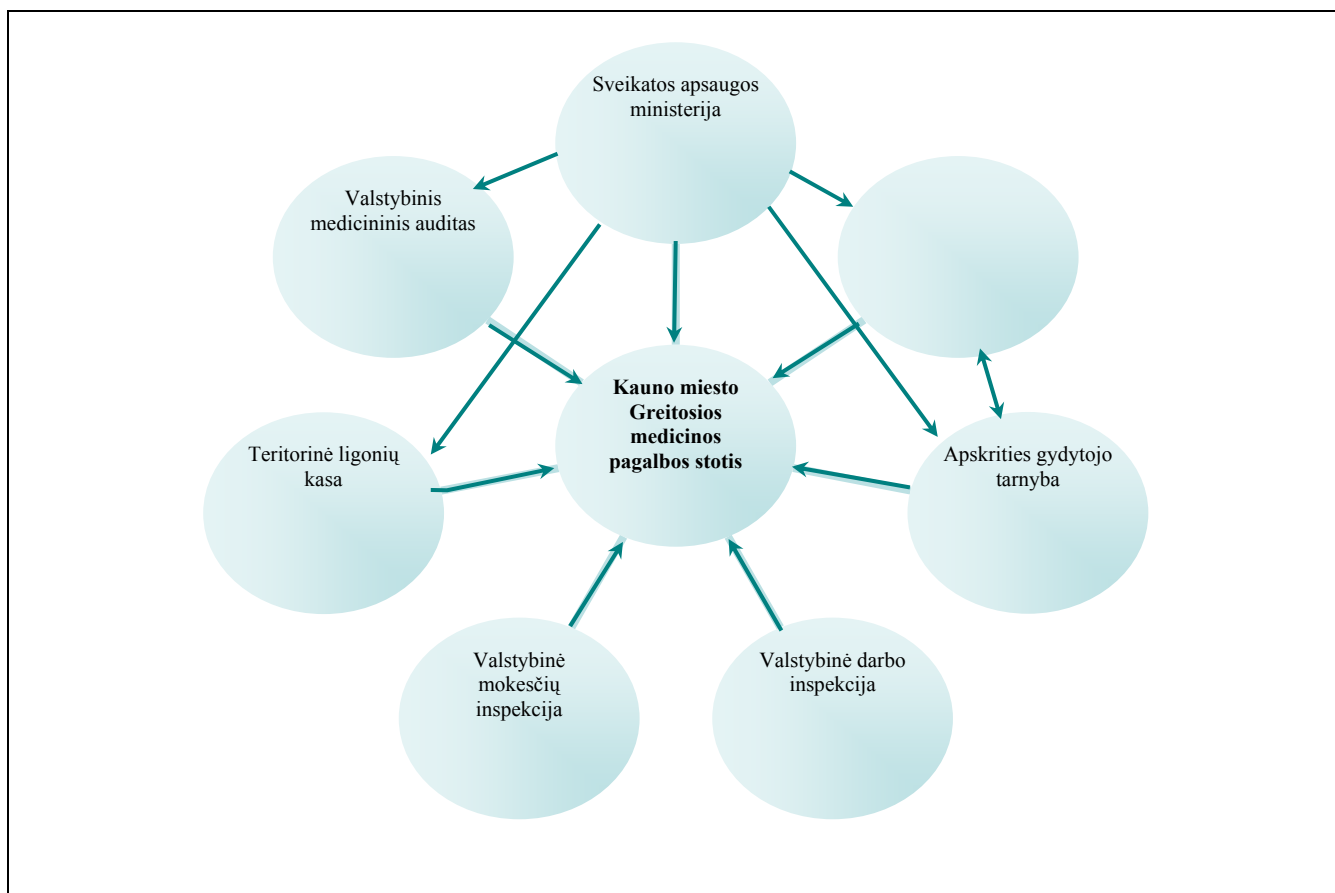 Sveikatos apsaugos
ministerija
Valstybinis
medicininis auditas
Kauno miesto
Greitosios
medicinos
pagalbos stotis
Teritorinė ligonių
kasa
Apskrities gydytojo
tarnyba
Valstybinė
mokesčių
inspekcija
Valstybinė darbo
inspekcija